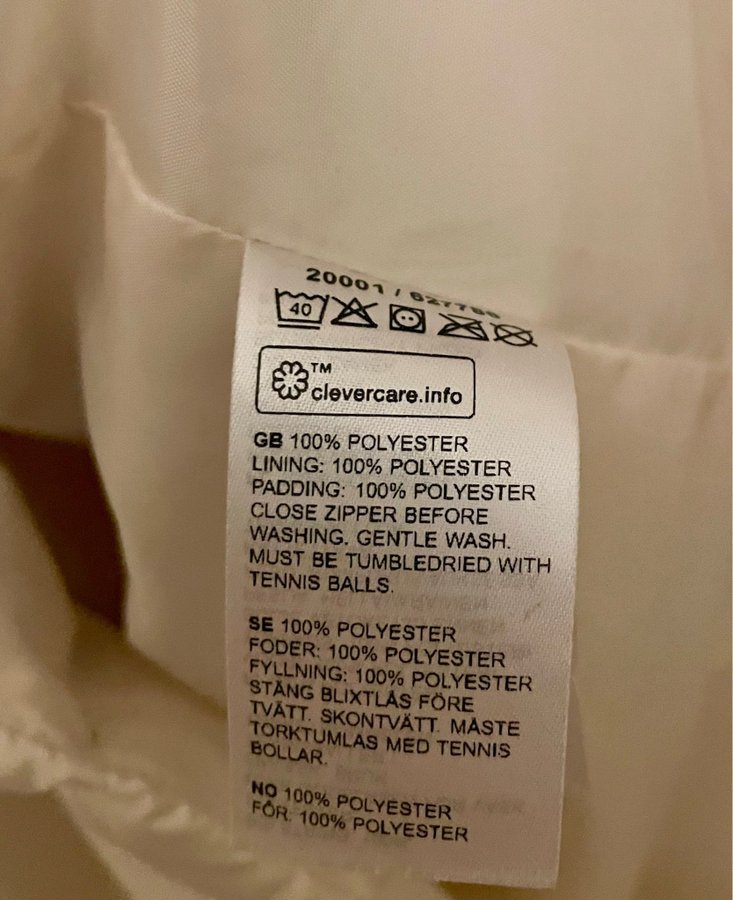 20001 / 627766
40
TM
clevercare.info
GB 100% POLYESTER
LINING: 100% POLYESTER
PADDING: 100% POLYESTER
CLOSE ZIPPER BEFORE
WASHING. GENTLE WASH.
MUST BE TUMBLEDRIED WITH
TENNIS BALLS.
SE 100% POLYESTER
FODER: 100% POLYESTER
FYLLNING: 100% POLYESTER
STÄNG BLIXTLÅS FÖRE
TVÄTT. SKONTVÄTT. MÅSTE
TORKTUMLAS MED TENNIS
BOLLAR.
NO 100% POLYESTER
FÔR: 100% POLYESTER